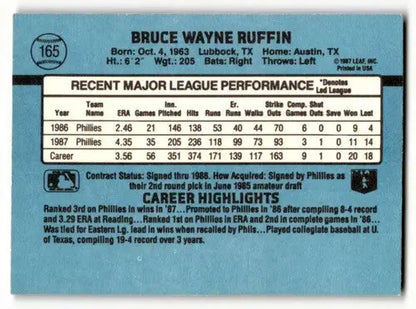 165
BRUCE WAYNE RUFFIN
Born: Oct. 4, 1963 Lubbock, TX Home: Austin, TX
Ht.: 6' 2" Wgt.: 205 Bats: Right Throws: Left
©1987 LEAF, INC.
Printed in USA
RECENT MAJOR LEAGUE PERFORMANCE *Denotes Led League
Year Team Name ERA Games Inn. Pitched Hits Runs Er. Runs Walks Strike Outs Comp. Games Shut Outs Save Won Lost
1986 Phillies 2.46 21 146 138 53 40 44 70 6 0 0 9 4
1987 Phillies 4.35 35 205 236 118 99 73 93 3 1 0 11 14
Career 3.56 56 351 374 171 139 117 163 9 1 0 20 18
Contract Status: Signed thru 1988. How Acquired: Signed by Phillies as
their 2nd round pick in June 1985 amateur draft
CAREER HIGHLIGHTS
Ranked 3rd on Phillies in wins in '87...Promoted to Phillies in '86 after compiling 8-4 record
and 3.29 ERA at Reading...Ranked 1st on Phillies in ERA and 2nd in complete games in '86...
Was tied for Eastern Lg. lead in wins when recalled by Phils...Played collegiate baseball at U.
of Texas, compiling 19-4 record over 3 years.